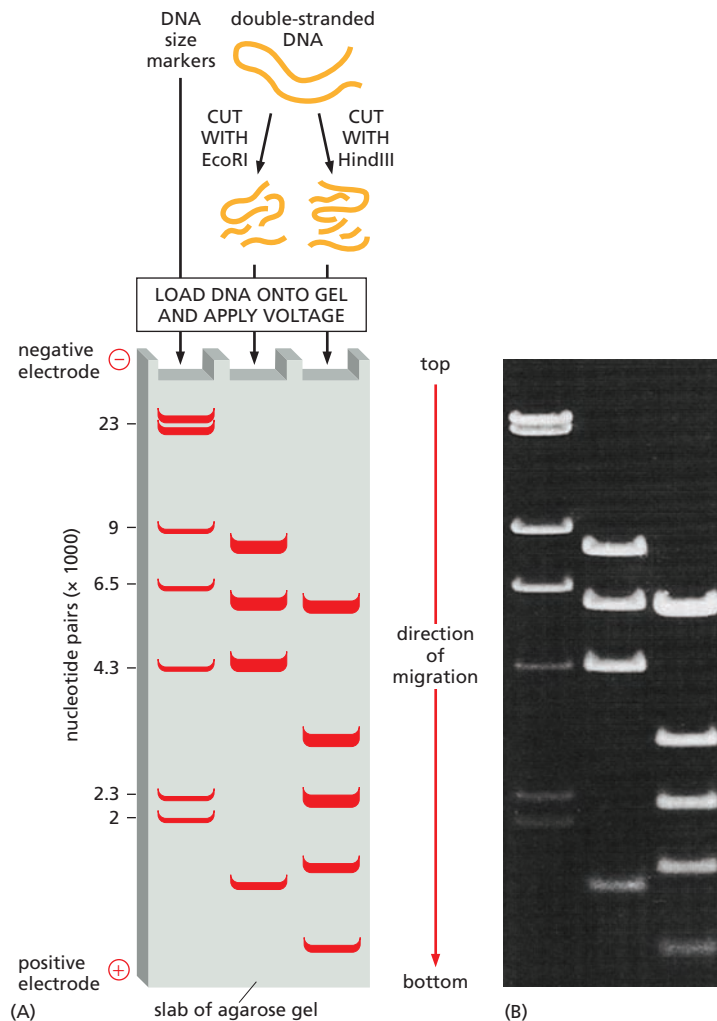 DNA
size
markers
double-stranded
DNA
CUT
WITH
EcoRI
CUT
WITH
HindIII
LOAD DNA ONTO GEL
AND APPLY VOLTAGE
negative
electrode
−
top
23
9
6.5
4.3
2.3
2
nucleotide pairs (× 1000)
direction
of
migration
positive
electrode
+
bottom
slab of agarose gel
(A)
(B)